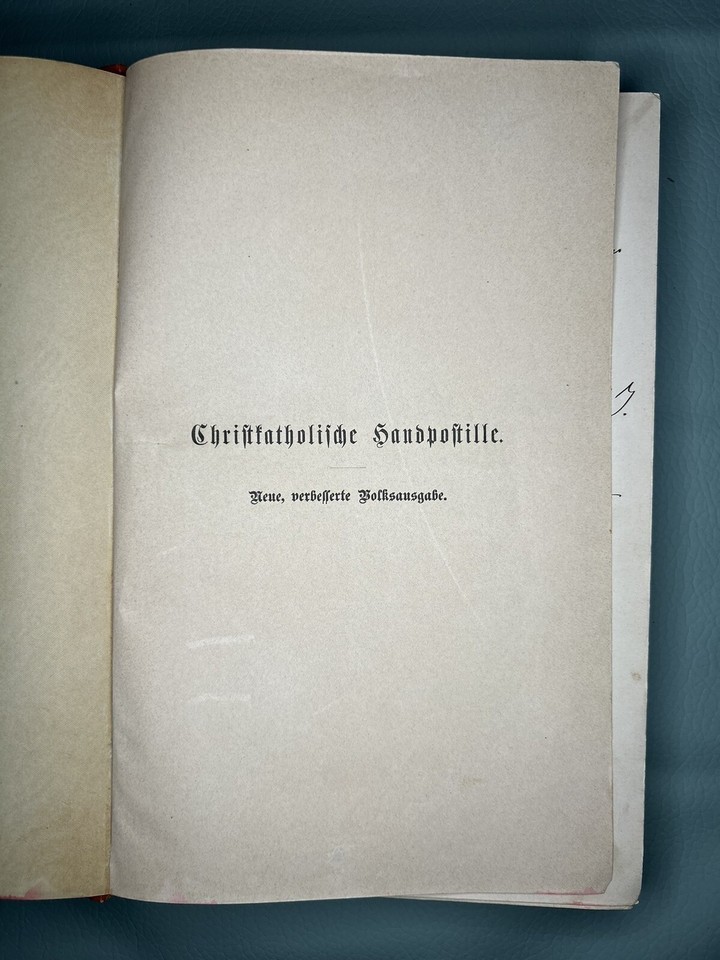 Christkatholische Handpostille.
Neue, verbesserte Volksausgabe.